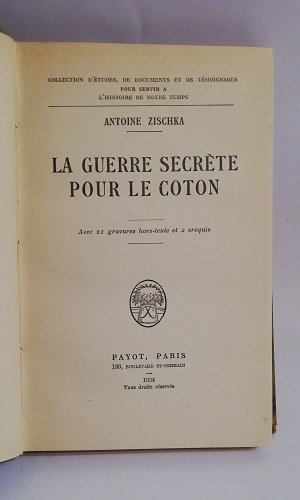 COLLECTION D'ÉTUDES, DE DOCUMENTS ET DE TÉMOIGNAGES
POUR SERVIR A
L'HISTOIRE DE NOTRE TEMPS
ANTOINE ZISCHKA
LA GUERRE SECRÈTE
POUR LE COTON
Avec 21 gravures hors-texte et 2 croquis
PAYOT, PARIS
106, BOULEVARD ST-GERMAIN
1934
Tous droits réservés